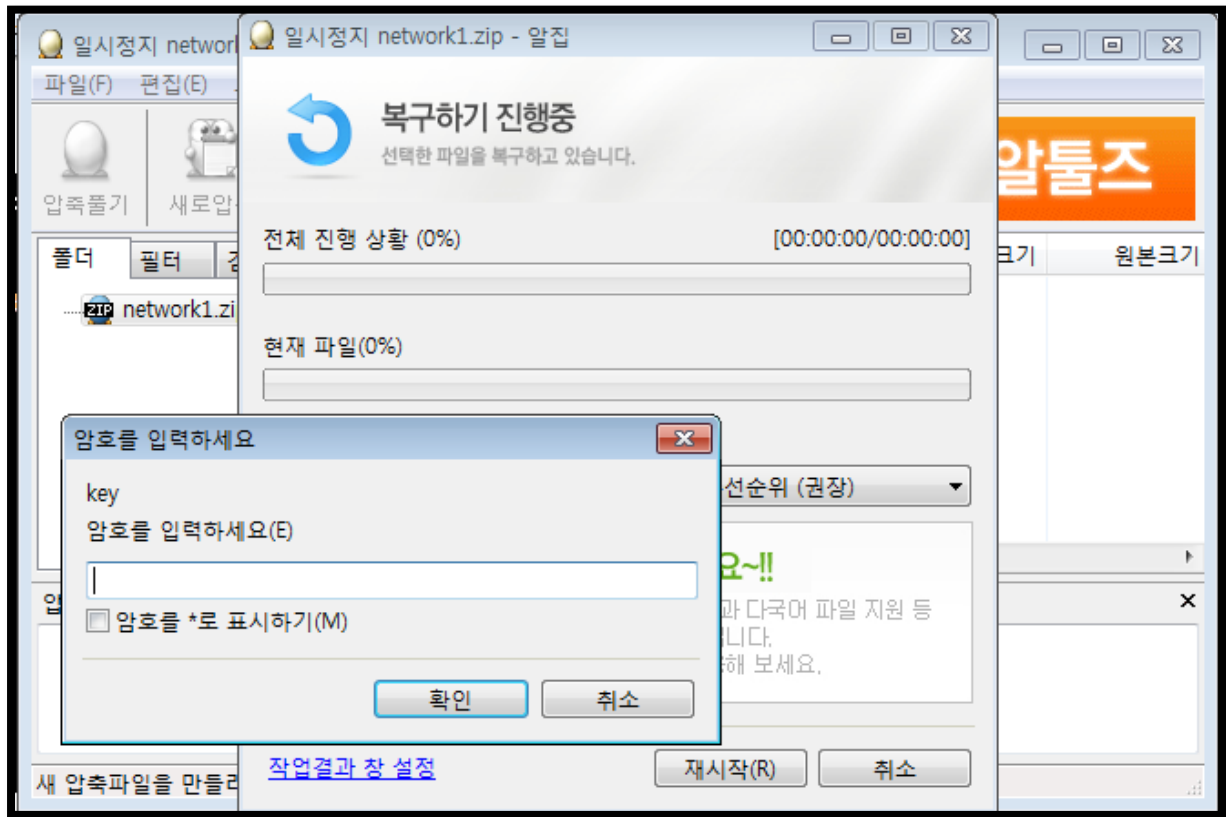 일시정지 network
파일(F) 편집(E)
압축풀기
새로압
알툴즈
폴더 필터
크기 원본크기
ZIP network1.zi
새 압축파일을 만들
×
일시정지 network1.zip - 알집
복구하기 진행중
선택한 파일을 복구하고 있습니다.
전체 진행 상황 (0%) [00:00:00/00:00:00]
현재 파일(0%)
선순위 (권장)
요~!!
과 다국어 파일 지원 등
니다.
해 보세요.
작업결과 창 설정
재시작(R) 취소
암호를 입력하세요
key
암호를 입력하세요(E)
암호를 *로 표시하기(M)
확인 취소